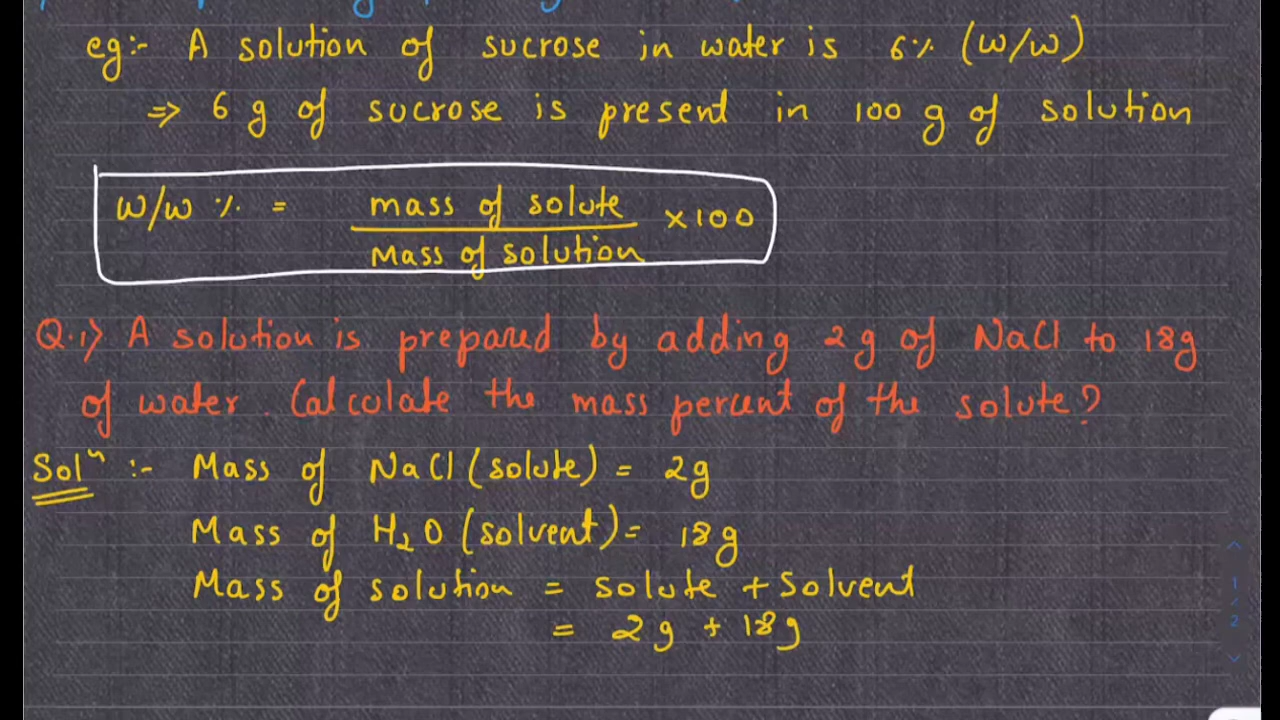 eg:- A solution of sucrose in water is 6% (w/w)
⇒ 6 g of sucrose is present in 100 g of solution
w/w % = mass of solute / Mass of solution ×100
Q.1) A solution is prepared by adding 2g of NaCl to 18g
of water. Calculate the mass percent of the solute?
Solⁿ :- Mass of NaCl (solute) = 2g
Mass of H₂O (solvent) = 18g
Mass of solution = solute + solvent
= 2g + 18g
1
2